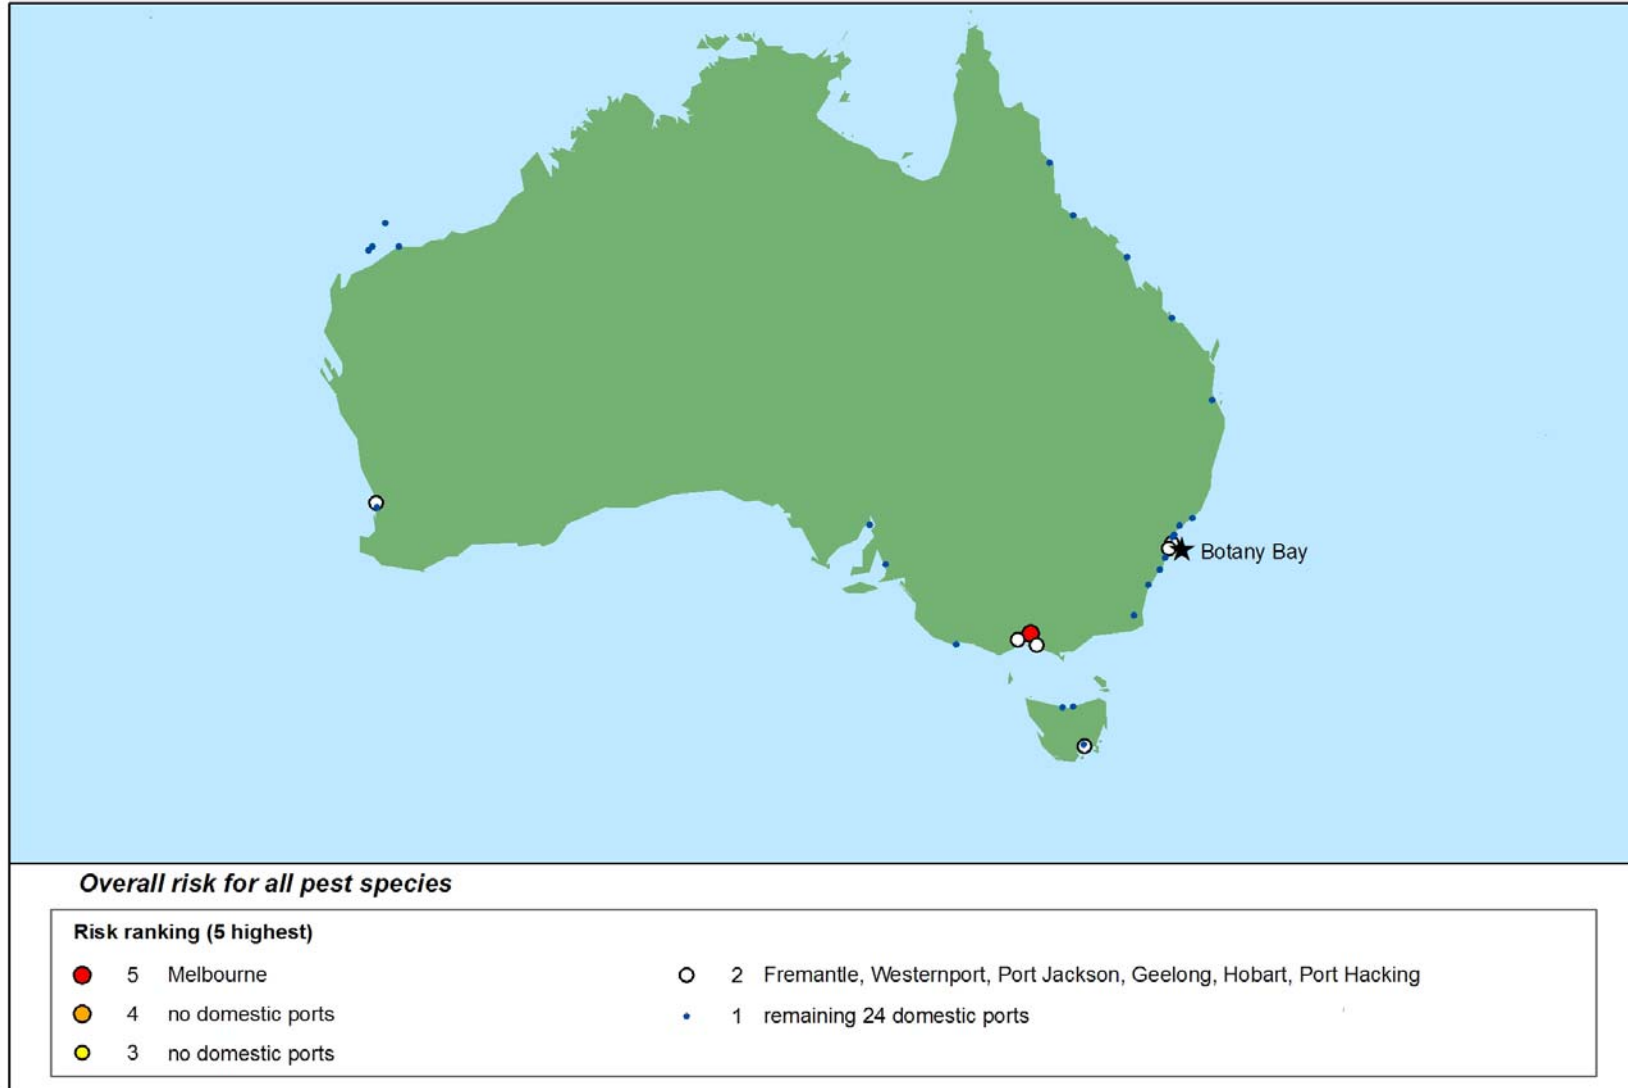 Botany Bay
Overall risk for all pest species
Risk ranking (5 highest)
5 Melbourne
4 no domestic ports
3 no domestic ports
2 Fremantle, Westernport, Port Jackson, Geelong, Hobart, Port Hacking
1 remaining 24 domestic ports